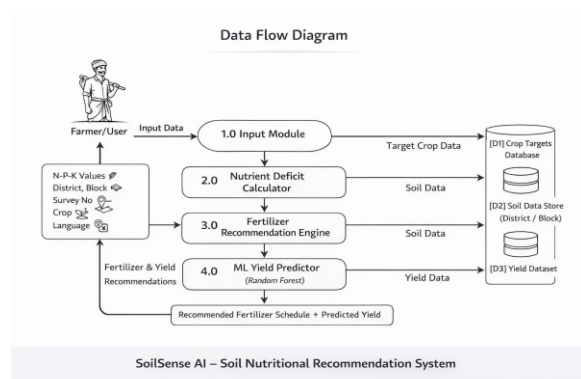 Data Flow Diagram
Farmer/User
Input Data
1.0 Input Module
Target Crop Data
[D1] Crop Targets
Database
N-P-K Values
District, Block
Survey No
Crop
Language
2.0 Nutrient Deficit
Calculator
Soil Data
[D2] Soil Data Store
(District / Block)
3.0 Fertilizer
Recommendation Engine
Soil Data
Fertilizer & Yield
Recommendations
4.0 ML Yield Predictor
(Random Forest)
Yield Data
[D3] Yield Dataset
Recommended Fertilizer Schedule + Predicted Yield
SoilSense AI – Soil Nutritional Recommendation System